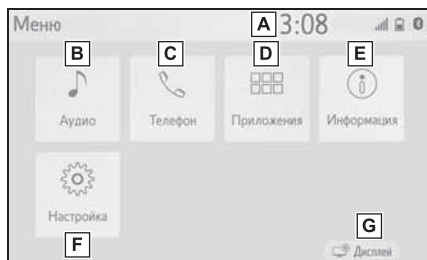 Меню A 3:08
B C D E
Аудио Телефон Приложения Информация
Настройка
F G
Дисплей